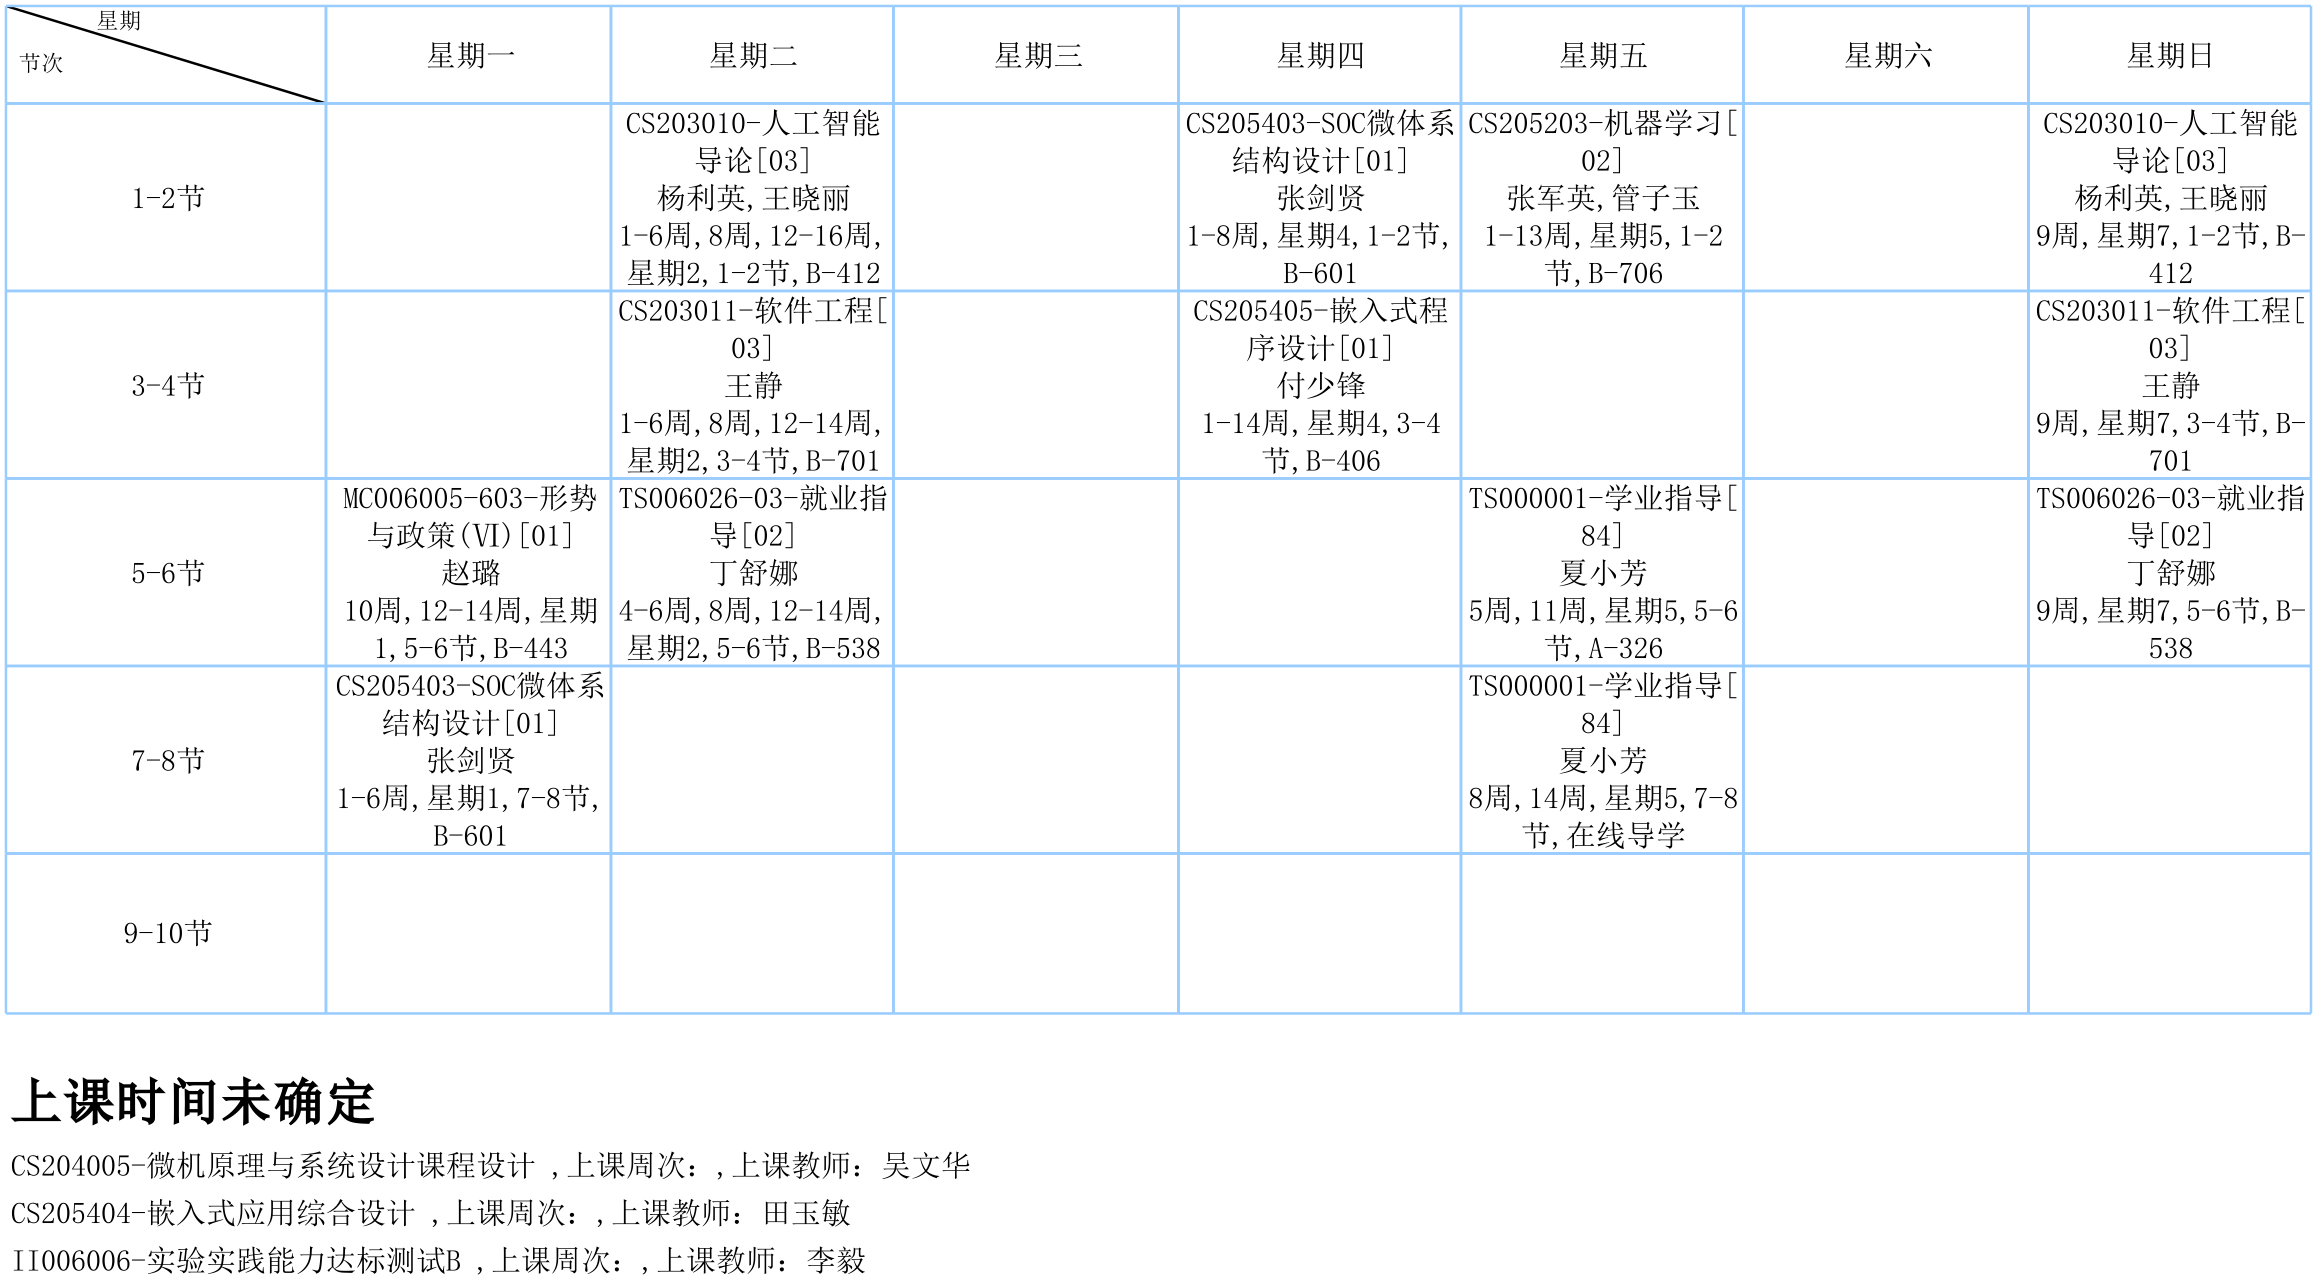 星期
节次
星期一
星期二
星期三
星期四
星期五
星期六
星期日
1-2节
CS203010-人工智能
导论[03]
杨利英,王晓丽
1-6周,8周,12-16周,
星期2,1-2节,B-412
CS205403-SOC微体系
结构设计[01]
张剑贤
1-8周,星期4,1-2节,
B-601
CS205203-机器学习[
02]
张军英,管子玉
1-13周,星期5,1-2
节,B-706
CS203010-人工智能
导论[03]
杨利英,王晓丽
9周,星期7,1-2节,B-
412
3-4节
CS203011-软件工程[
03]
王静
1-6周,8周,12-14周,
星期2,3-4节,B-701
CS205405-嵌入式程
序设计[01]
付少锋
1-14周,星期4,3-4
节,B-406
CS203011-软件工程[
03]
王静
9周,星期7,3-4节,B-
701
5-6节
MC006005-603-形势
与政策(Ⅵ)[01]
赵璐
10周,12-14周,星期
1,5-6节,B-443
TS006026-03-就业指
导[02]
丁舒娜
4-6周,8周,12-14周,
星期2,5-6节,B-538
TS000001-学业指导[
84]
夏小芳
5周,11周,星期5,5-6
节,A-326
TS006026-03-就业指
导[02]
丁舒娜
9周,星期7,5-6节,B-
538
7-8节
CS205403-SOC微体系
结构设计[01]
张剑贤
1-6周,星期1,7-8节,
B-601
TS000001-学业指导[
84]
夏小芳
8周,14周,星期5,7-8
节,在线导学
9-10节
上课时间未确定
CS204005-微机原理与系统设计课程设计 ,上课周次：,上课教师：吴文华
CS205404-嵌入式应用综合设计 ,上课周次：,上课教师：田玉敏
II006006-实验实践能力达标测试B ,上课周次：,上课教师：李毅